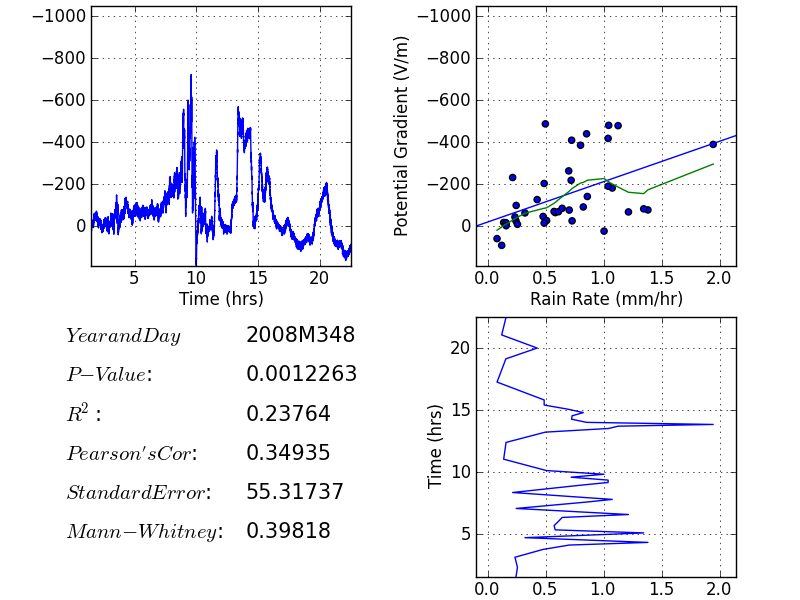 −1000
−800
−600
−400
−200
0
5 10 15 20
Time (hrs)
Potential Gradient (V/m)
−1000
−800
−600
−400
−200
0
0.0 0.5 1.0 1.5 2.0
Rain Rate (mm/hr)
YearandDay 2008M348
P−Value: 0.0012263
R²: 0.23764
Pearson'sCor: 0.34935
StandardError: 55.31737
Mann−Whitney: 0.39818
Time (hrs)
20
15
10
5
0.0 0.5 1.0 1.5 2.0